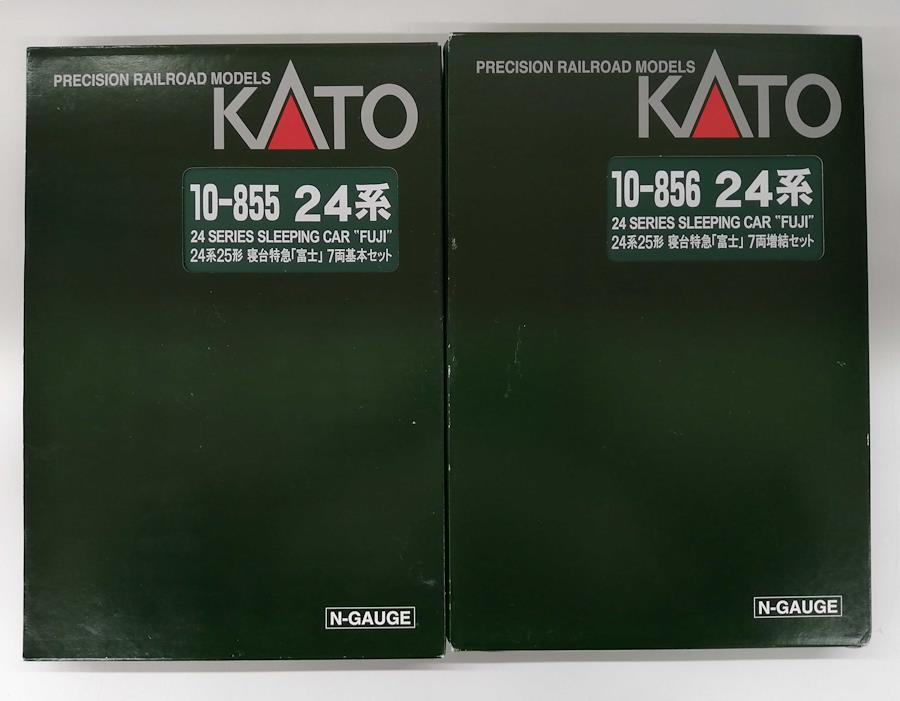 PRECISION RAILROAD MODELS
KATO
10-855 24系
24 SERIES SLEEPING CAR "FUJI"
24系25形 寝台特急「富士」 7両基本セット
N-GAUGE
PRECISION RAILROAD MODELS
KATO
10-856 24系
24 SERIES SLEEPING CAR "FUJI"
24系25形 寝台特急「富士」 7両増結セット
N-GAUGE